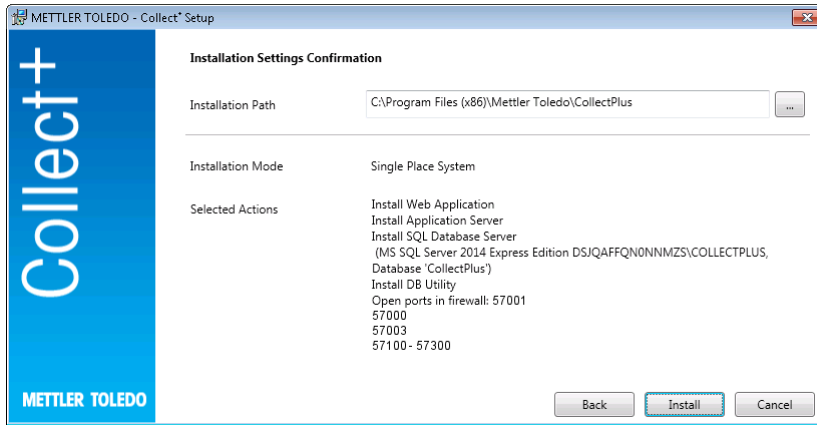 METTLER TOLEDO - Collect+ Setup
Collect+
Installation Settings Confirmation
Installation Path
C:\Program Files (x86)\Mettler Toledo\CollectPlus
...
Installation Mode
Single Place System
Selected Actions
Install Web Application
Install Application Server
Install SQL Database Server
(MS SQL Server 2014 Express Edition DSJQAFFQN0NNMZS\COLLECTPLUS,
Database 'CollectPlus')
Install DB Utility
Open ports in firewall: 57001
57000
57003
57100 - 57300
METTLER TOLEDO
Back
Install
Cancel